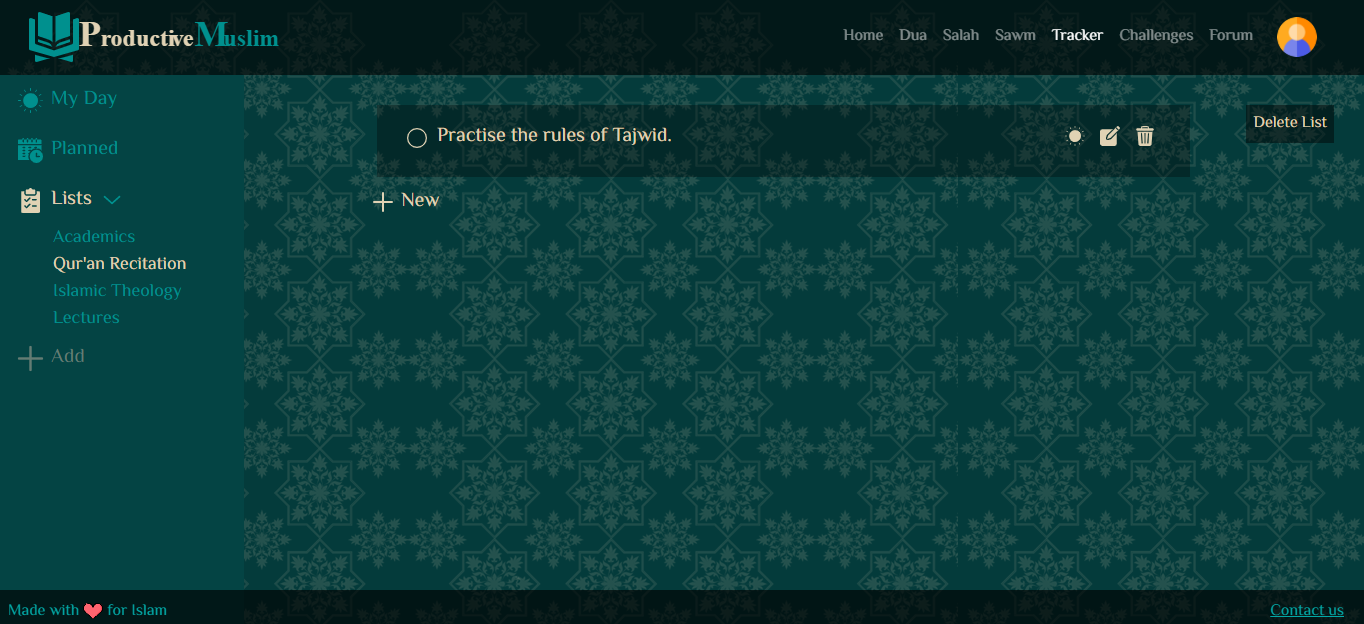 ProductiveMuslim
Home Dua Salah Sawm Tracker Challenges Forum
My Day
Planned
Lists
Academics
Qur'an Recitation
Islamic Theology
Lectures
Add
Practise the rules of Tajwid.
New
Delete List
Made with ❤ for Islam
Contact us